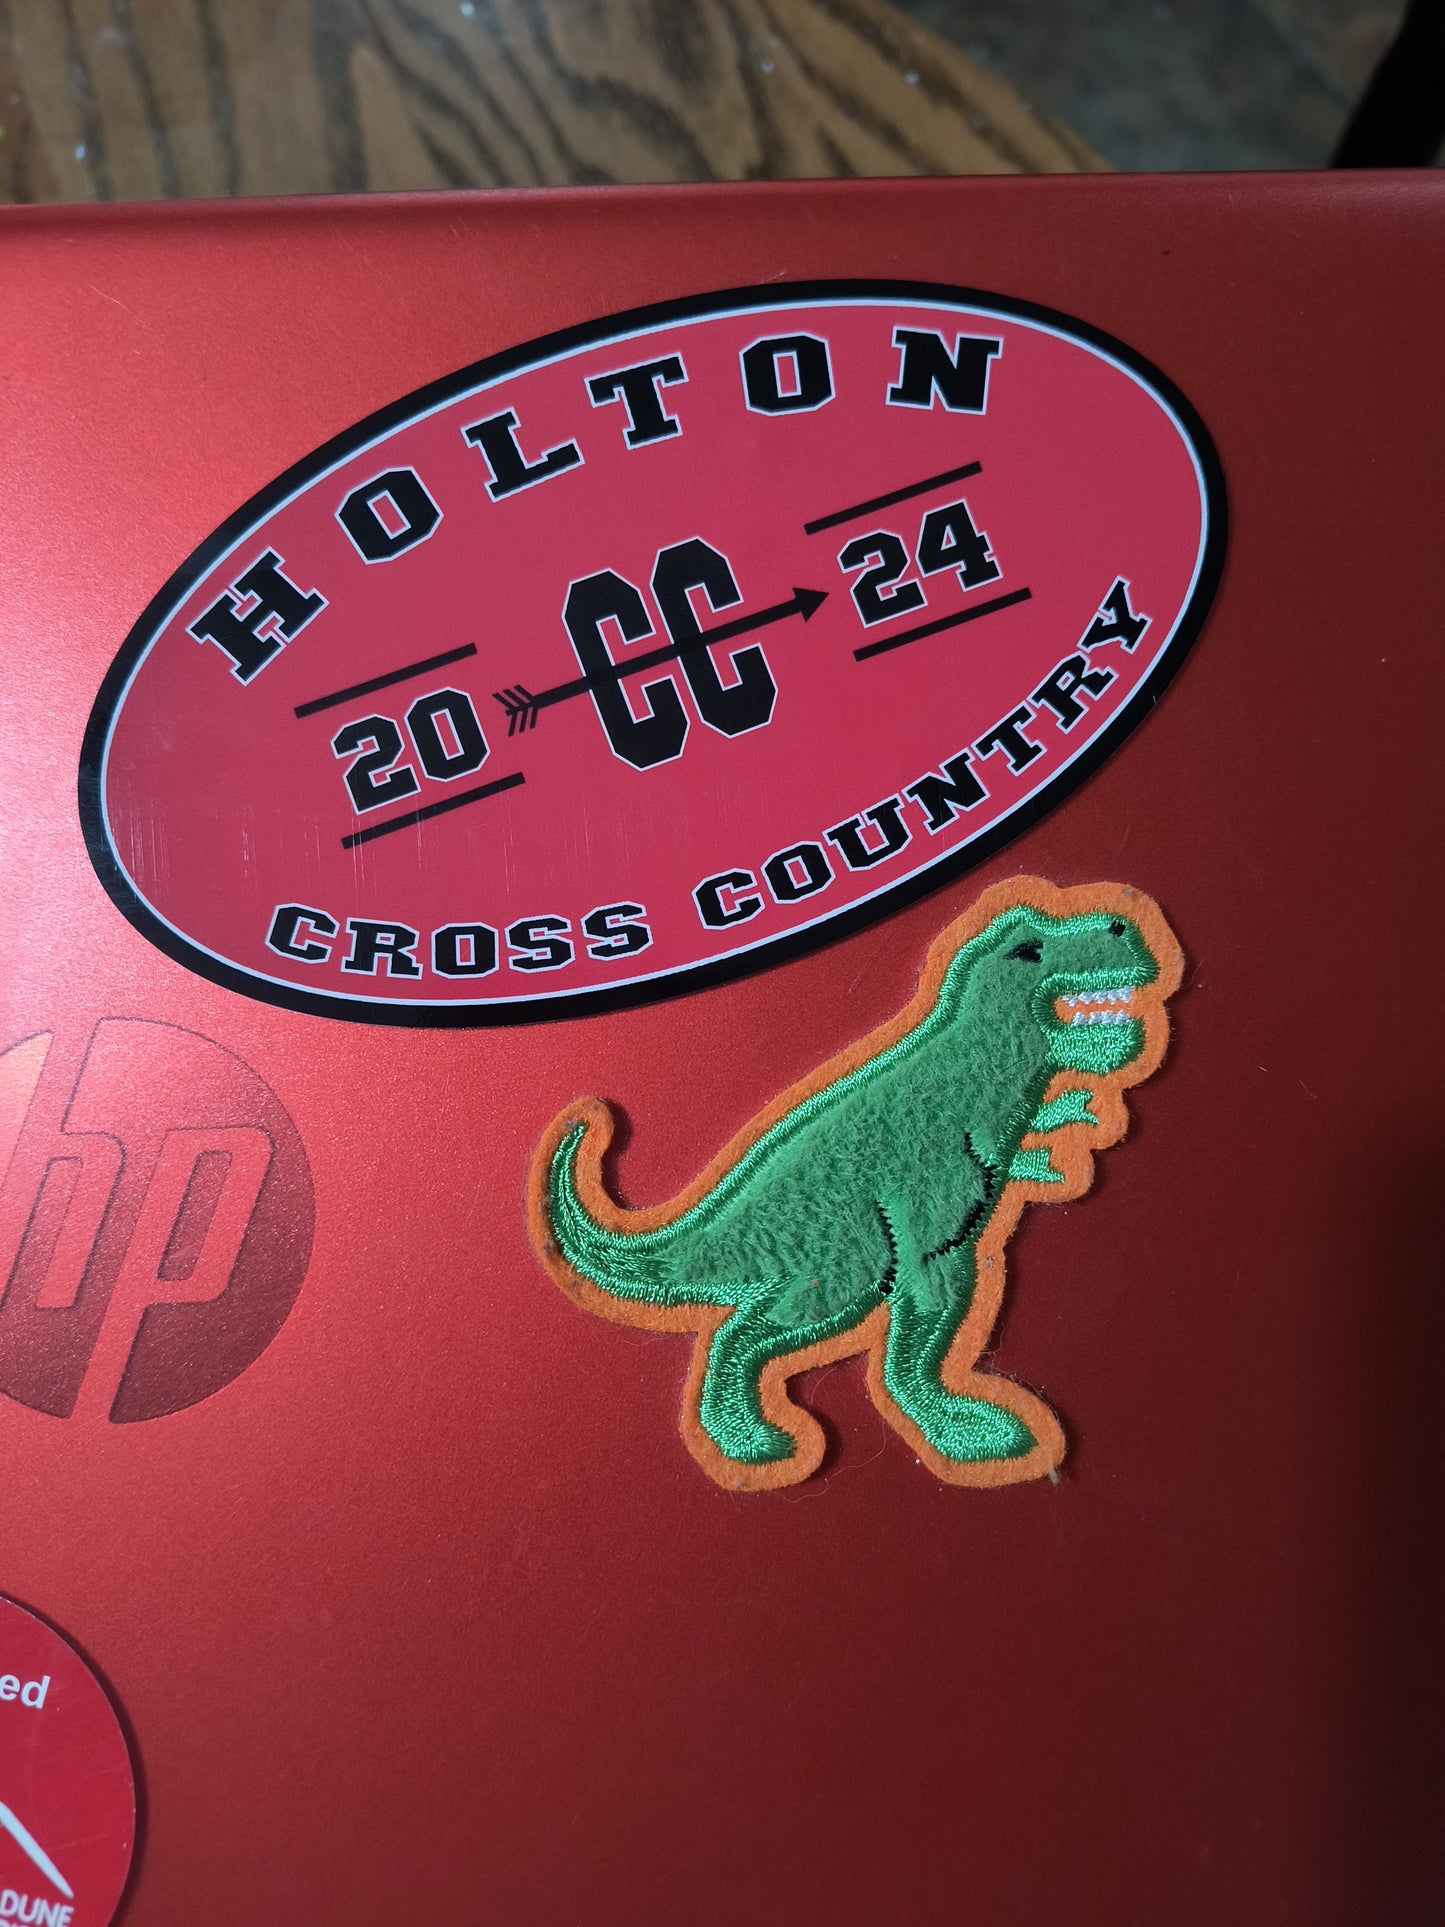 HOLTON
20 CC 24
CROSS COUNTRY
hp
ed
DUNE